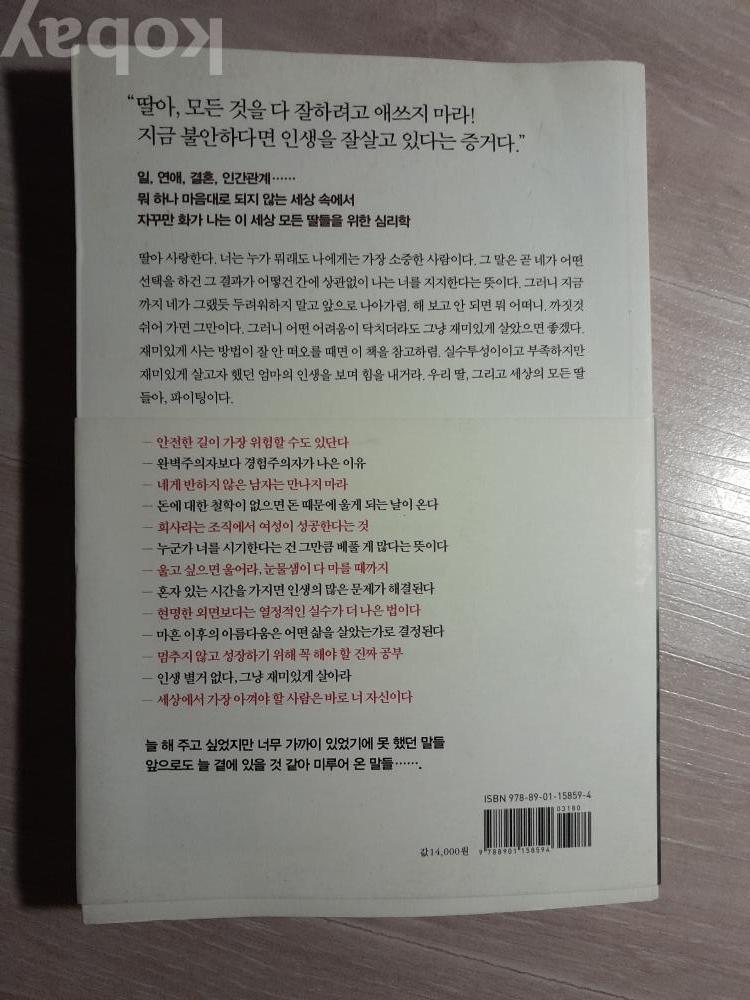 kobay
“딸아, 모든 것을 다 잘하려고 애쓰지 마라!
지금 불안하다면 인생을 잘살고 있다는 증거다.”
일, 연애, 결혼, 인간관계……
뭐 하나 마음대로 되지 않는 세상 속에서
자꾸만 화가 나는 이 세상 모든 딸들을 위한 심리학
딸아 사랑한다. 너는 누가 뭐래도 나에게는 가장 소중한 사람이다. 그 말은 곧 네가 어떤
선택을 하건 그 결과가 어떻건 간에 상관없이 나는 너를 지지한다는 뜻이다. 그러니 지금
까지 네가 그랬듯 두려워하지 말고 앞으로 나아가렴. 해 보고 안 되면 뭐 어떠니. 까짓것
쉬어 가면 그만이다. 그러니 어떤 어려움이 닥치더라도 그냥 재미있게 살았으면 좋겠다.
재미있게 사는 방법이 잘 안 떠오를 때면 이 책을 참고하렴. 실수투성이이고 부족하지만
재미있게 살고자 했던 엄마의 인생을 보며 힘을 내거라. 우리 딸, 그리고 세상의 모든 딸
들아, 파이팅이다.
— 안전한 길이 가장 위험할 수도 있단다
— 완벽주의자보다 경험주의자가 나은 이유
— 네게 반하지 않은 남자는 만나지 마라
— 돈에 대한 철학이 없으면 돈 때문에 울게 되는 날이 온다
— 회사라는 조직에서 여성이 성공한다는 것
— 누군가 너를 시기한다는 건 그만큼 베풀 게 많다는 뜻이다
— 울고 싶으면 울어라, 눈물샘이 다 마를 때까지
— 혼자 있는 시간을 가지면 인생의 많은 문제가 해결된다
— 현명한 외면보다는 열정적인 실수가 더 나은 법이다
— 마흔 이후의 아름다움은 어떤 삶을 살았는가로 결정된다
— 멈추지 않고 성장하기 위해 꼭 해야 할 진짜 공부
— 인생 별거 없다, 그냥 재미있게 살아라
— 세상에서 가장 아껴야 할 사람은 바로 너 자신이다
늘 해 주고 싶었지만 너무 가까이 있었기에 못 했던 말들
앞으로도 늘 곁에 있을 것 같아 미루어 온 말들…….
ISBN 978-89-01-15859-4
03180
값 14,000원
9 788901 158594